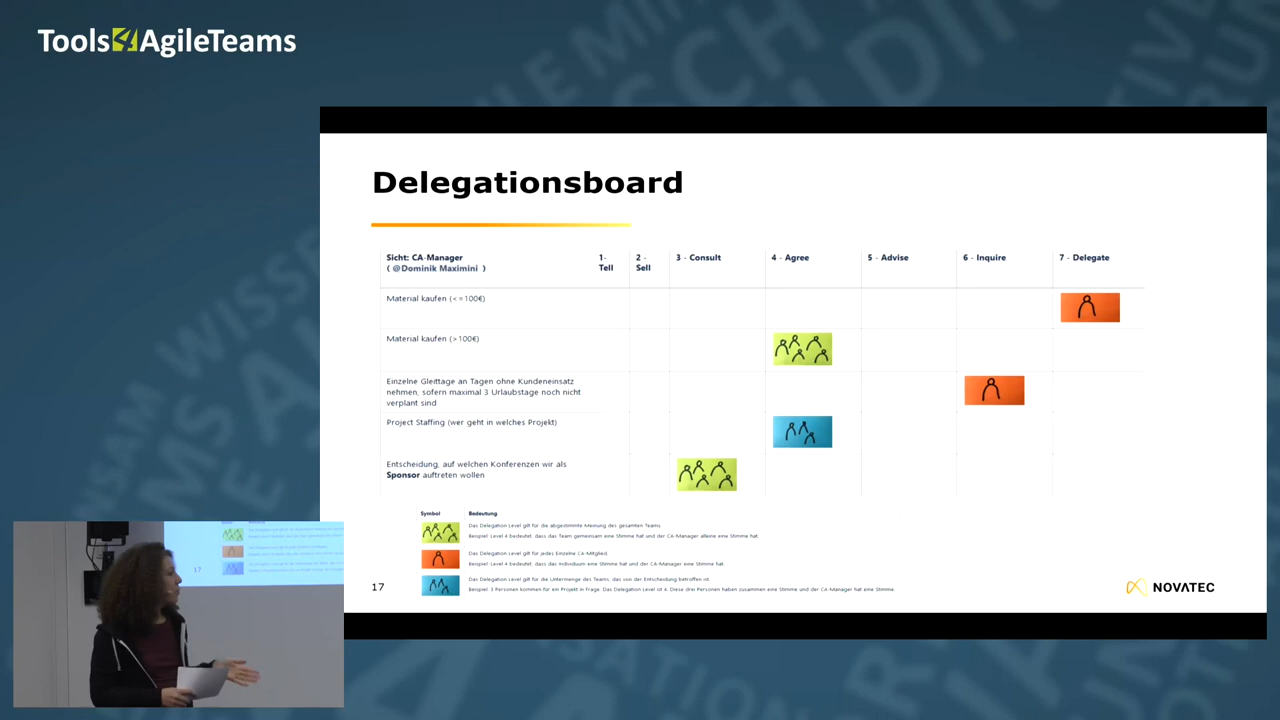 Tools4AgileTeams
Delegationsboard
Sicht: CA-Manager
( @Dominik Maximini )
1-
Tell
2 -
Sell
3 - Consult
4 - Agree
5 - Advise
6 - Inquire
7 - Delegate
Material kaufen (<=100€)
Material kaufen (>100€)
Einzelne Gleittage an Tagen ohne Kundeneinsatz
nehmen, sofern maximal 3 Urlaubstage noch nicht
verplant sind
Project Staffing (wer geht in welches Projekt)
Entscheidung, auf welchen Konferenzen wir als
Sponsor auftreten wollen
Symbol
Bedeutung
Das Delegation Level gilt für die abgestimmte Meinung des gesamten Teams.
Beispiel: Level 4 bedeutet, dass das Team gemeinsam eine Stimme hat und der CA-Manager alleine eine Stimme hat.
Das Delegation Level gilt für jedes Einzelne CA-Mitglied.
Beispiel: Level 4 bedeutet, dass das Individuum eine Stimme hat und der CA-Manager eine Stimme hat.
Das Delegation Level gilt für die Untermenge des Teams, das von der Entscheidung betroffen ist.
Beispiel: 3 Personen kommen für ein Projekt in Frage. Das Delegation Level ist 4. Diese drei Personen haben zusammen eine Stimme und der CA-Manager hat eine Stimme.
17
NOVATEC
17